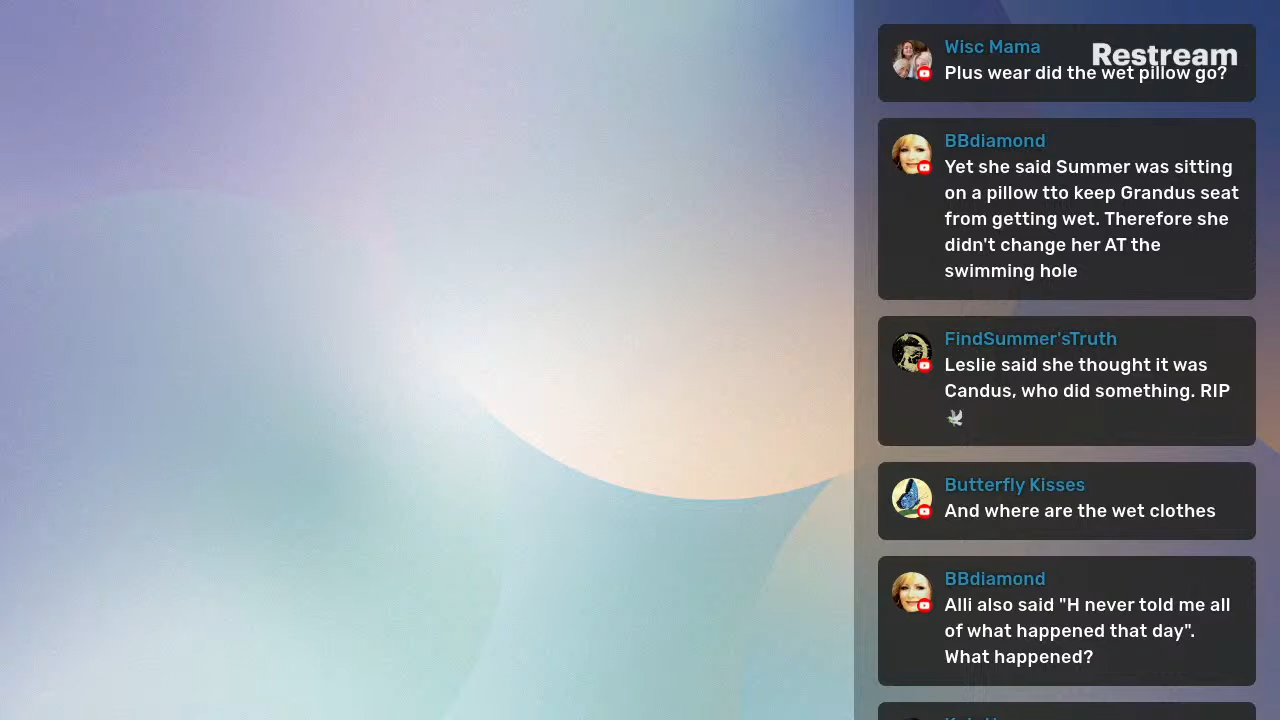 Wisc Mama
Restream
Plus wear did the wet pillow go?
BBdiamond
Yet she said Summer was sitting
on a pillow tto keep Grandus seat
from getting wet. Therefore she
didn't change her AT the
swimming hole
FindSummer'sTruth
Leslie said she thought it was
Candus, who did something. RIP
🕊️
Butterfly Kisses
And where are the wet clothes
BBdiamond
Alli also said "H never told me all
of what happened that day".
What happened?